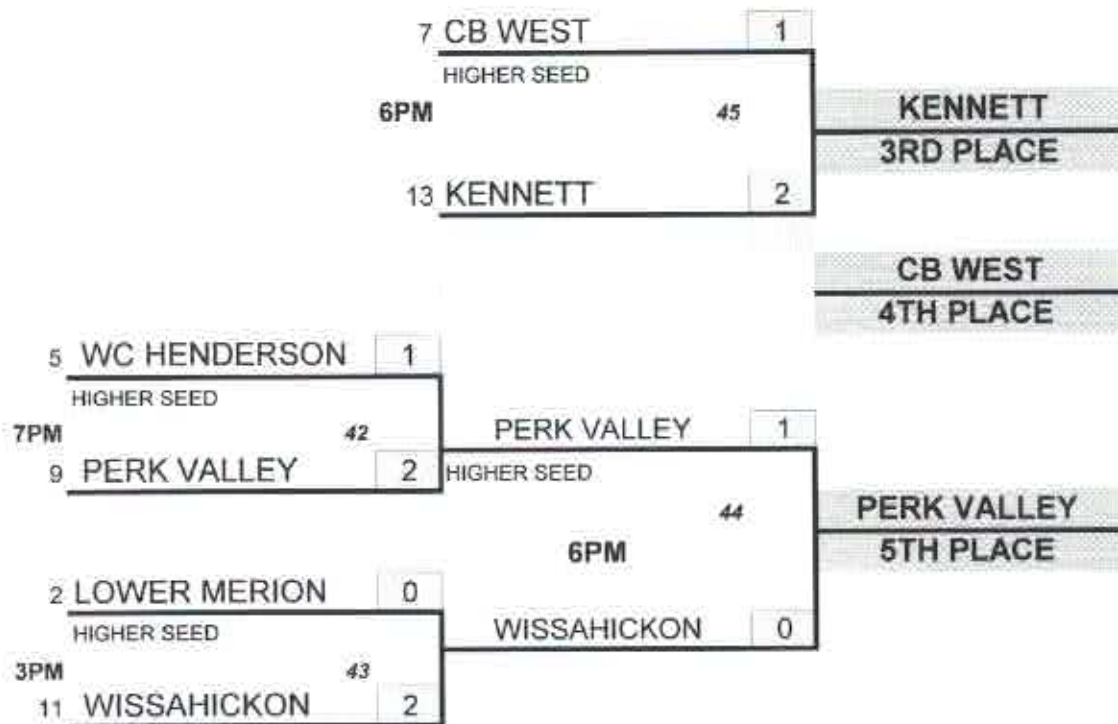 7 CB WEST 1
HIGHER SEED
6PM 45
KENNETT
3RD PLACE
13 KENNETT 2
CB WEST
4TH PLACE
5 WC HENDERSON 1
HIGHER SEED
7PM 42
9 PERK VALLEY 2
PERK VALLEY 1
HIGHER SEED
44
6PM
PERK VALLEY
5TH PLACE
2 LOWER MERION 0
HIGHER SEED
3PM 43
11 WISSAHICKON 2
WISSAHICKON 0